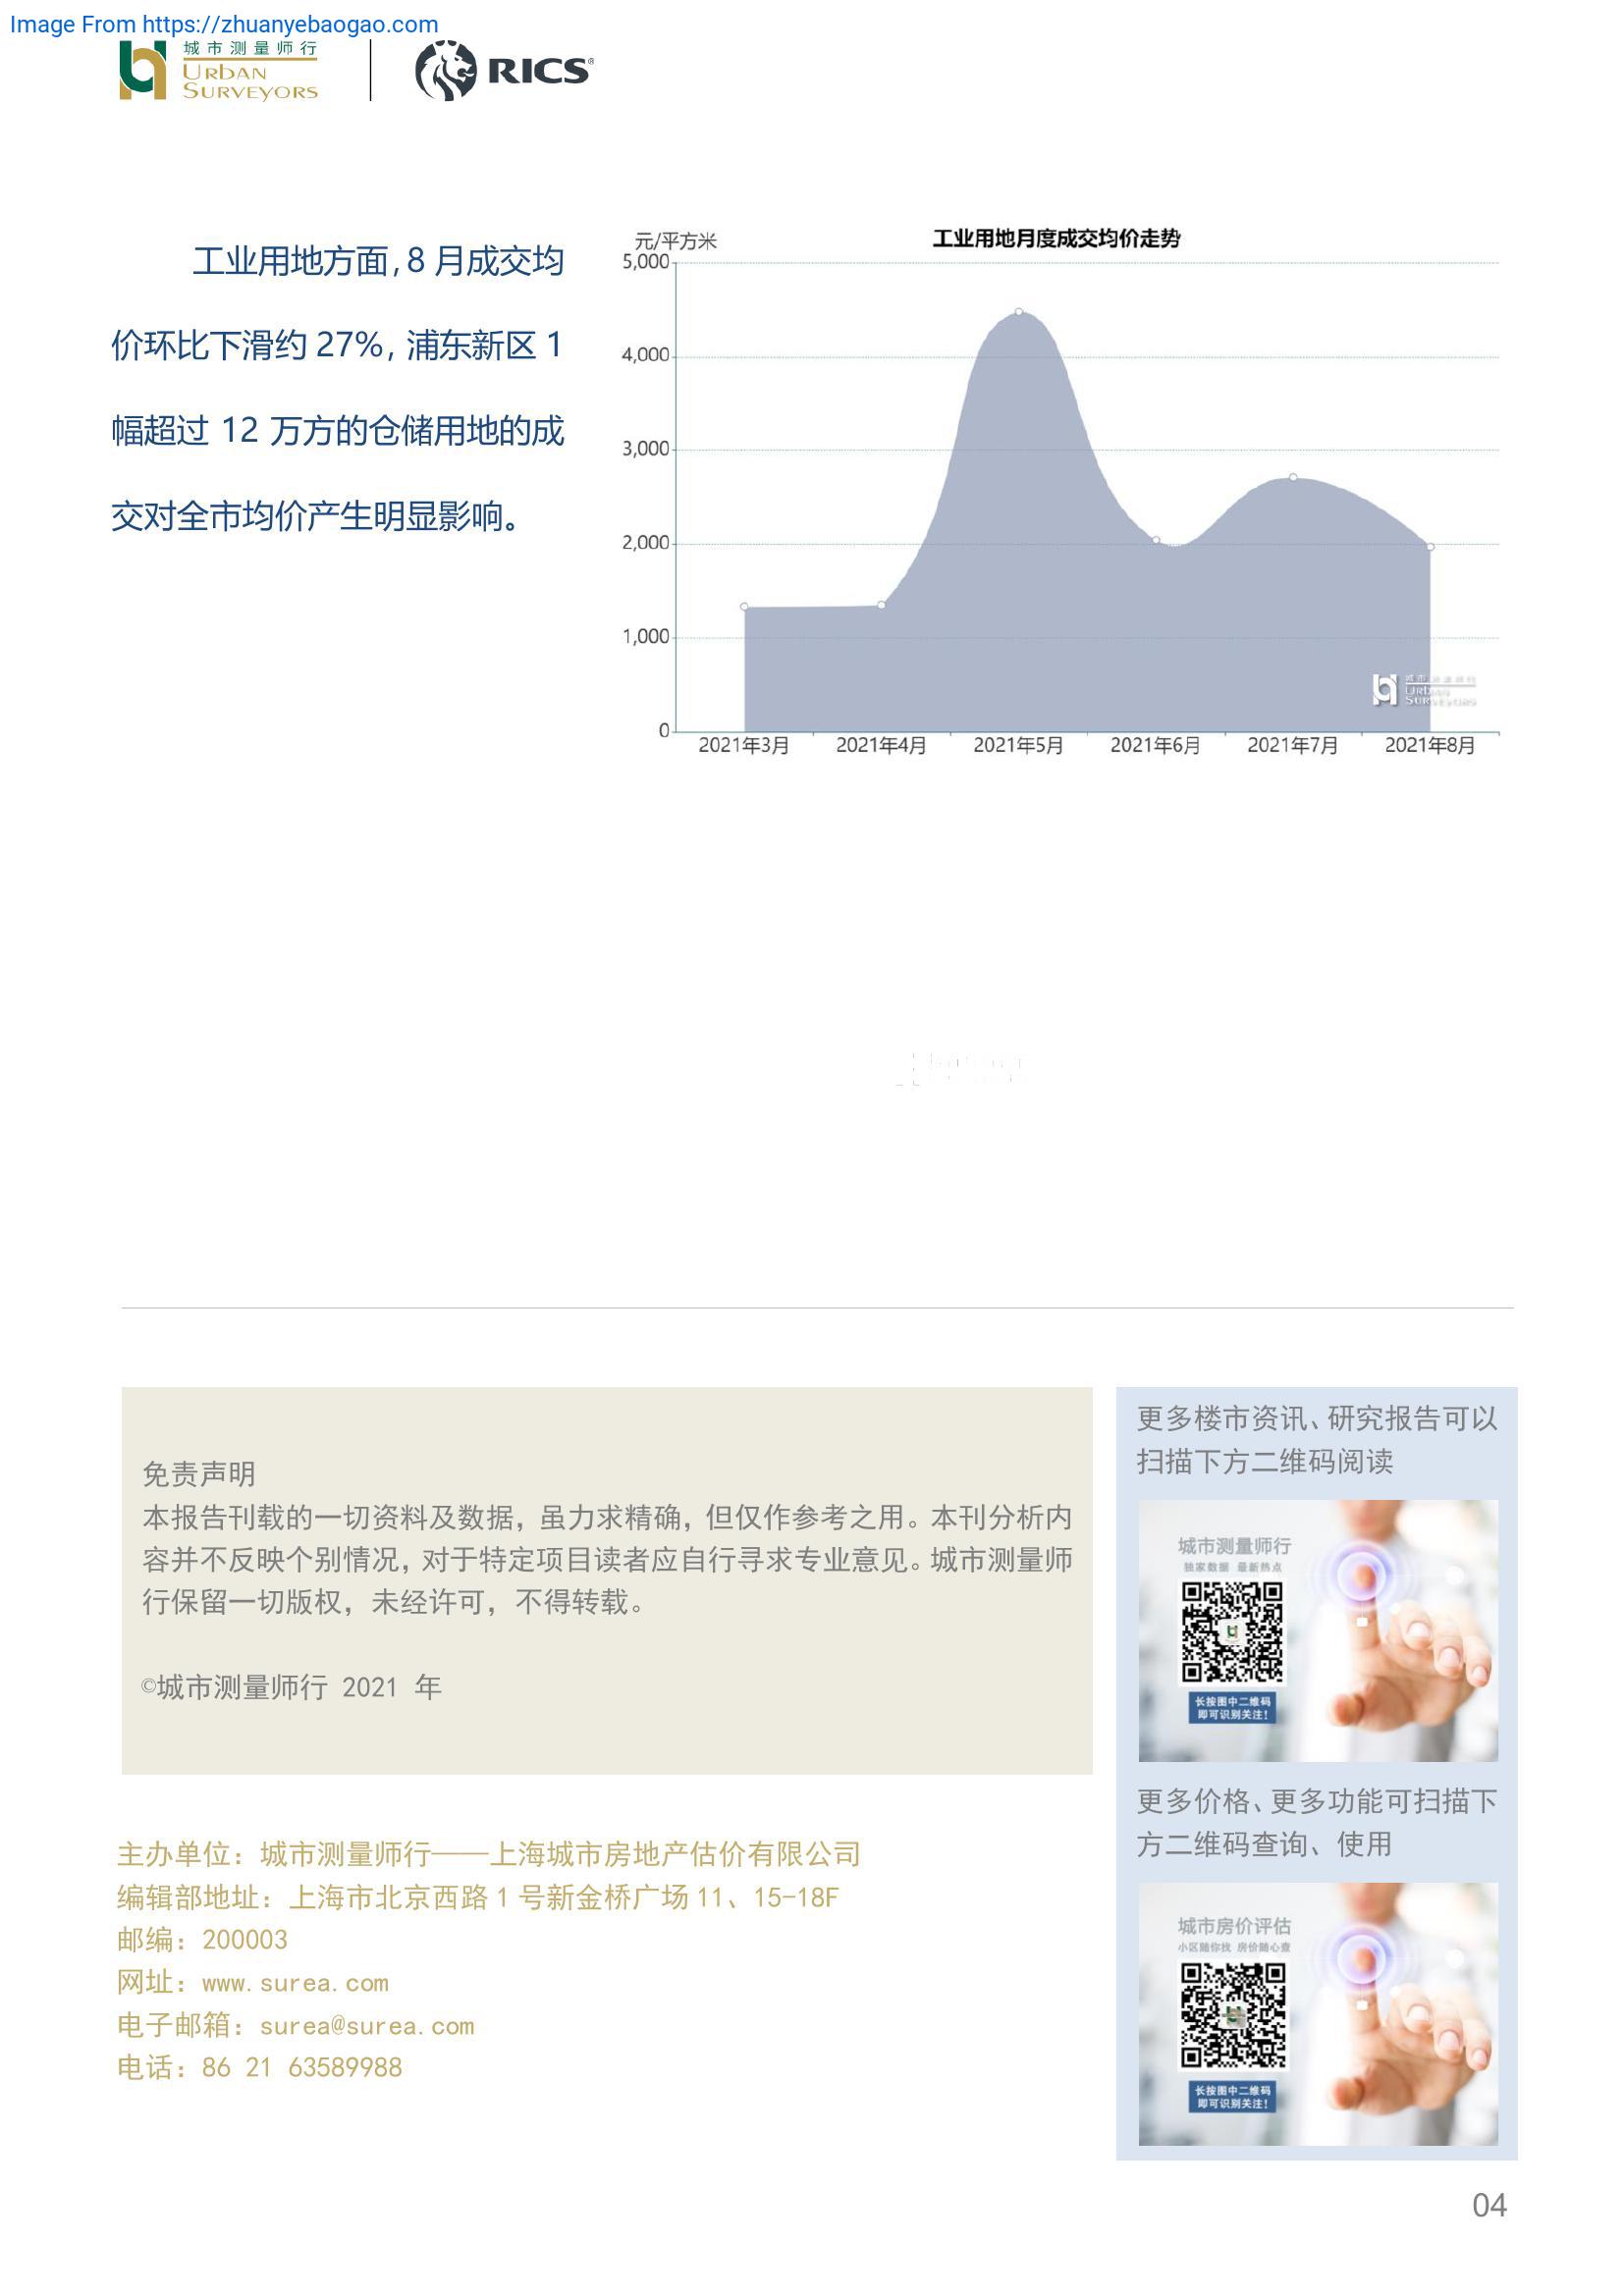 Image From https://zhuanyebaogao.com
城市测量师行
URBAN
SURVEYORS
RICS®
工业用地方面，8 月成交均
价环比下滑约 27%，浦东新区 1
幅超过 12 万方的仓储用地的成
交对全市均价产生明显影响。
元/平方米
工业用地月度成交均价走势
5,000
4,000
3,000
2,000
1,000
0
2021年3月 2021年4月 2021年5月 2021年6月 2021年7月 2021年8月
城市测量师行
URBAN
SURVEYORS
免责声明
本报告刊载的一切资料及数据，虽力求精确，但仅作参考之用。本刊分析内
容并不反映个别情况，对于特定项目读者应自行寻求专业意见。城市测量师
行保留一切版权，未经许可，不得转载。
©城市测量师行 2021 年
主办单位：城市测量师行——上海城市房地产估价有限公司
编辑部地址：上海市北京西路 1 号新金桥广场 11、15-18F
邮编：200003
网址：www.surea.com
电子邮箱：surea@surea.com
电话：86 21 63589988
更多楼市资讯、研究报告可以
扫描下方二维码阅读
城市测量师行
独家数据 最新热点
长按图中二维码
即可识别关注！
更多价格、更多功能可扫描下
方二维码查询、使用
城市房价评估
小区随你找 房价随心查
长按图中二维码
即可识别关注！
04